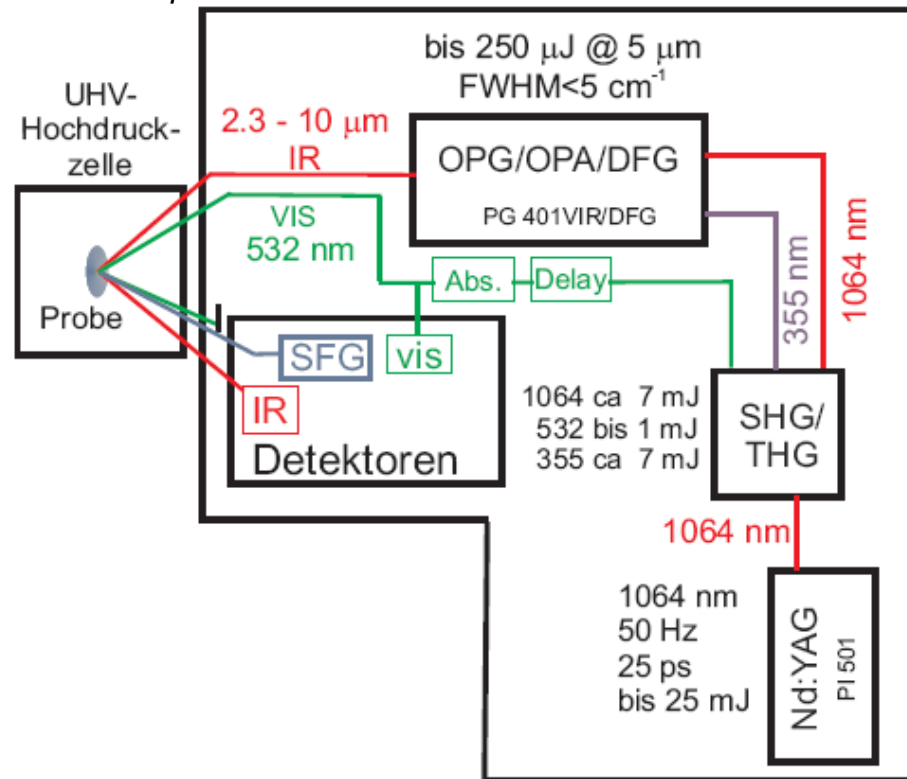 bis 250 µJ @ 5 µm
FWHM<5 cm⁻¹
UHV-
Hochdruck-
zelle
2.3 - 10 µm
IR
OPG/OPA/DFG
PG 401VIR/DFG
VIS
532 nm
Abs.
Delay
355 nm
1064 nm
Probe
SFG
vis
IR
Detektoren
1064 ca 7 mJ
532 bis 1 mJ
355 ca 7 mJ
SHG/
THG
1064 nm
1064 nm
50 Hz
25 ps
bis 25 mJ
Nd:YAG
PI 501